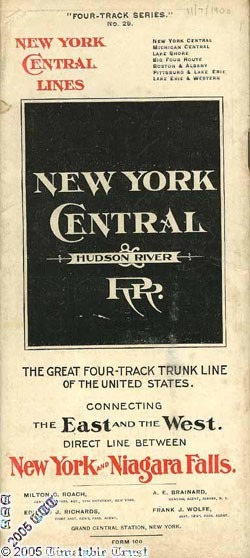 "FOUR-TRACK SERIES."
No. 29.
NEW YORK
CENTRAL
LINES
NEW YORK CENTRAL
MICHIGAN CENTRAL
LAKE SHORE
BIG FOUR ROUTE
BOSTON & ALBANY
PITTSBURG & LAKE ERIE
LAKE ERIE & WESTERN
NEW YORK
CENTRAL
&
HUDSON RIVER
R.R.
THE GREAT FOUR-TRACK TRUNK LINE
OF THE UNITED STATES.
CONNECTING
THE EAST AND THE WEST.
DIRECT LINE BETWEEN
New York AND Niagara Falls.
MILTON C. ROACH,
A. E. BRAINARD,
J. RICHARDS,
FRANK J. WOLFE,
GRAND CENTRAL STATION, NEW YORK.
FORM 100
©2005 Timetable Trust